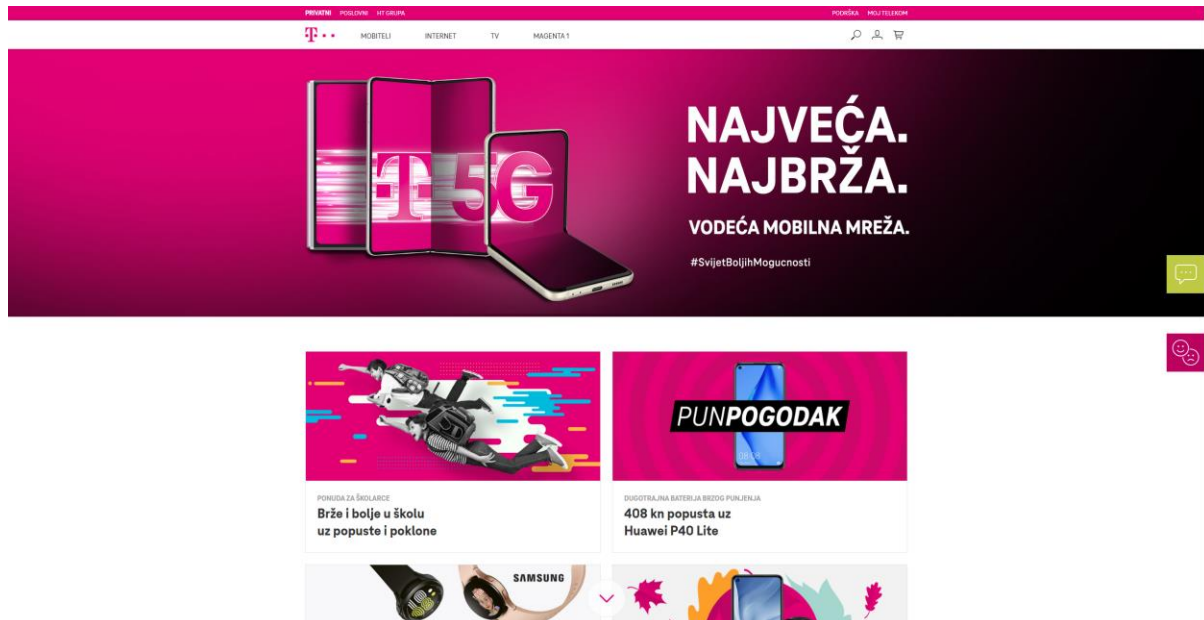 PRIVATNI POSLOVNI HT GRUPA PODRŠKA MOJ TELEKOM
T MOBITELI INTERNET TV MAGENTA 1
T 5G
NAJVEĆA.
NAJBRŽA.
VODEĆA MOBILNA MREŽA.
#SvijetBoljihMogucnosti
PUNPOGODAK
08:08
PONUDA ZA ŠKOLARCE
Brže i bolje u školu
uz popuste i poklone
DUGOTRAJNA BATERIJA BRZOG PUNJENJA
408 kn popusta uz
Huawei P40 Lite
SAMSUNG